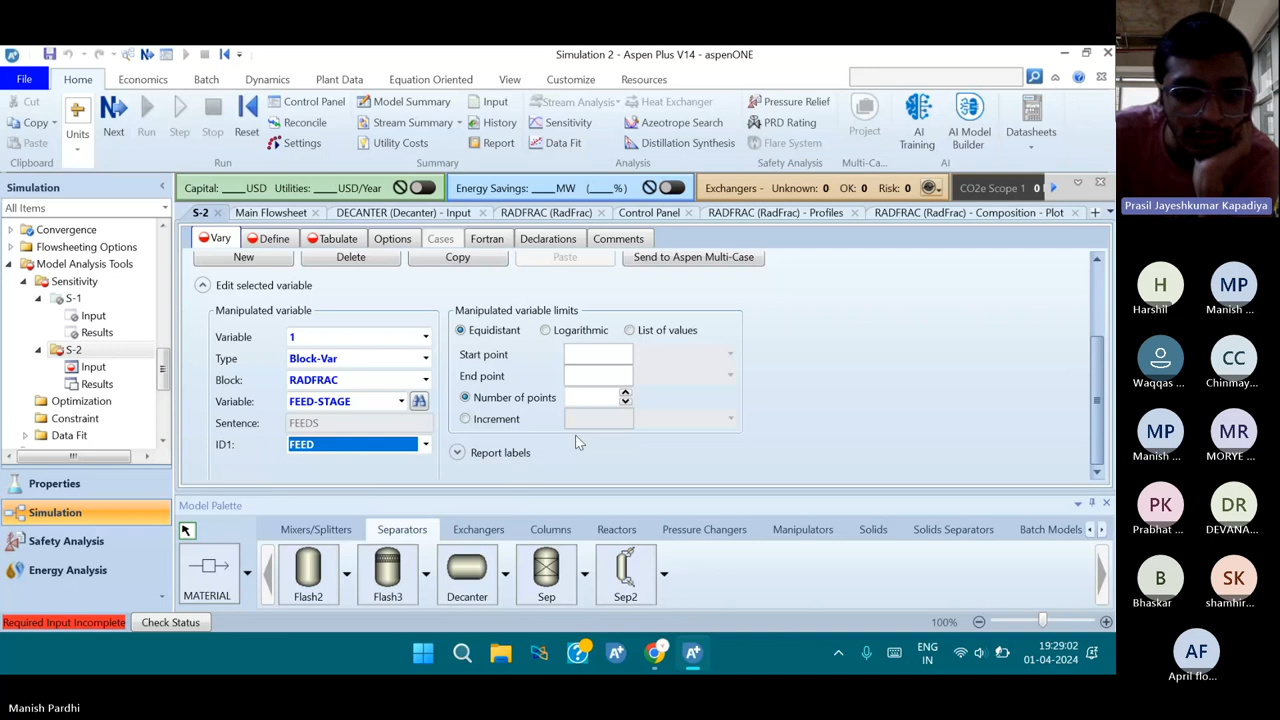 Simulation 2 - Aspen Plus V14 - aspenONE
File
Home
Economics
Batch
Dynamics
Plant Data
Equation Oriented
View
Customize
Resources
Cut
Copy
Paste
Clipboard
Units
Next
Run
Step
Stop
Reset
Control Panel
Reconcile
Settings
Run
Model Summary
Stream Summary
Utility Costs
Input
History
Report
Summary
Stream Analysis
Sensitivity
Data Fit
Heat Exchanger
Azeotrope Search
Distillation Synthesis
Analysis
Pressure Relief
PRD Rating
Flare System
Safety Analysis
Project
Multi-Ca...
AI Training
AI Model Builder
AI
Datasheets
Simulation
All Items
Capital: ____USD Utilities: ____USD/Year
Energy Savings: ____MW (____%)
Exchangers - Unknown: 0 OK: 0 Risk: 0
CO2e Scope 1 0
S-2
Main Flowsheet
DECANTER (Decanter) - Input
RADFRAC (RadFrac)
Control Panel
RADFRAC (RadFrac) - Profiles
RADFRAC (RadFrac) - Composition - Plot
Convergence
Flowsheeting Options
Model Analysis Tools
Sensitivity
S-1
Input
Results
S-2
Input
Results
Optimization
Constraint
Data Fit
Properties
Simulation
Safety Analysis
Energy Analysis
Vary
Define
Tabulate
Options
Cases
Fortran
Declarations
Comments
New
Delete
Copy
Paste
Send to Aspen Multi-Case
Edit selected variable
Manipulated variable
Variable 1
Type Block-Var
Block: RADFRAC
Variable: FEED-STAGE
Sentence: FEEDS
ID1: FEED
Manipulated variable limits
Equidistant
Logarithmic
List of values
Start point
End point
Number of points
Increment
Report labels
Model Palette
Mixers/Splitters
Separators
Exchangers
Columns
Reactors
Pressure Changers
Manipulators
Solids
Solids Separators
Batch Models
MATERIAL
Flash2
Flash3
Decanter
Sep
Sep2
Required Input Incomplete
Check Status
100%
ENG
IN
19:29:02
01-04-2024
Prasil Jayeshkumar Kapadiya
H
Harshil
MP
Manish ...
Waqqas ...
CC
Chinmay...
MP
Manish ...
MR
MORYE ...
PK
Prabhat ...
DR
DEVANA...
B
Bhaskar
SK
shamhir...
AF
April flo...
Manish Pardhi